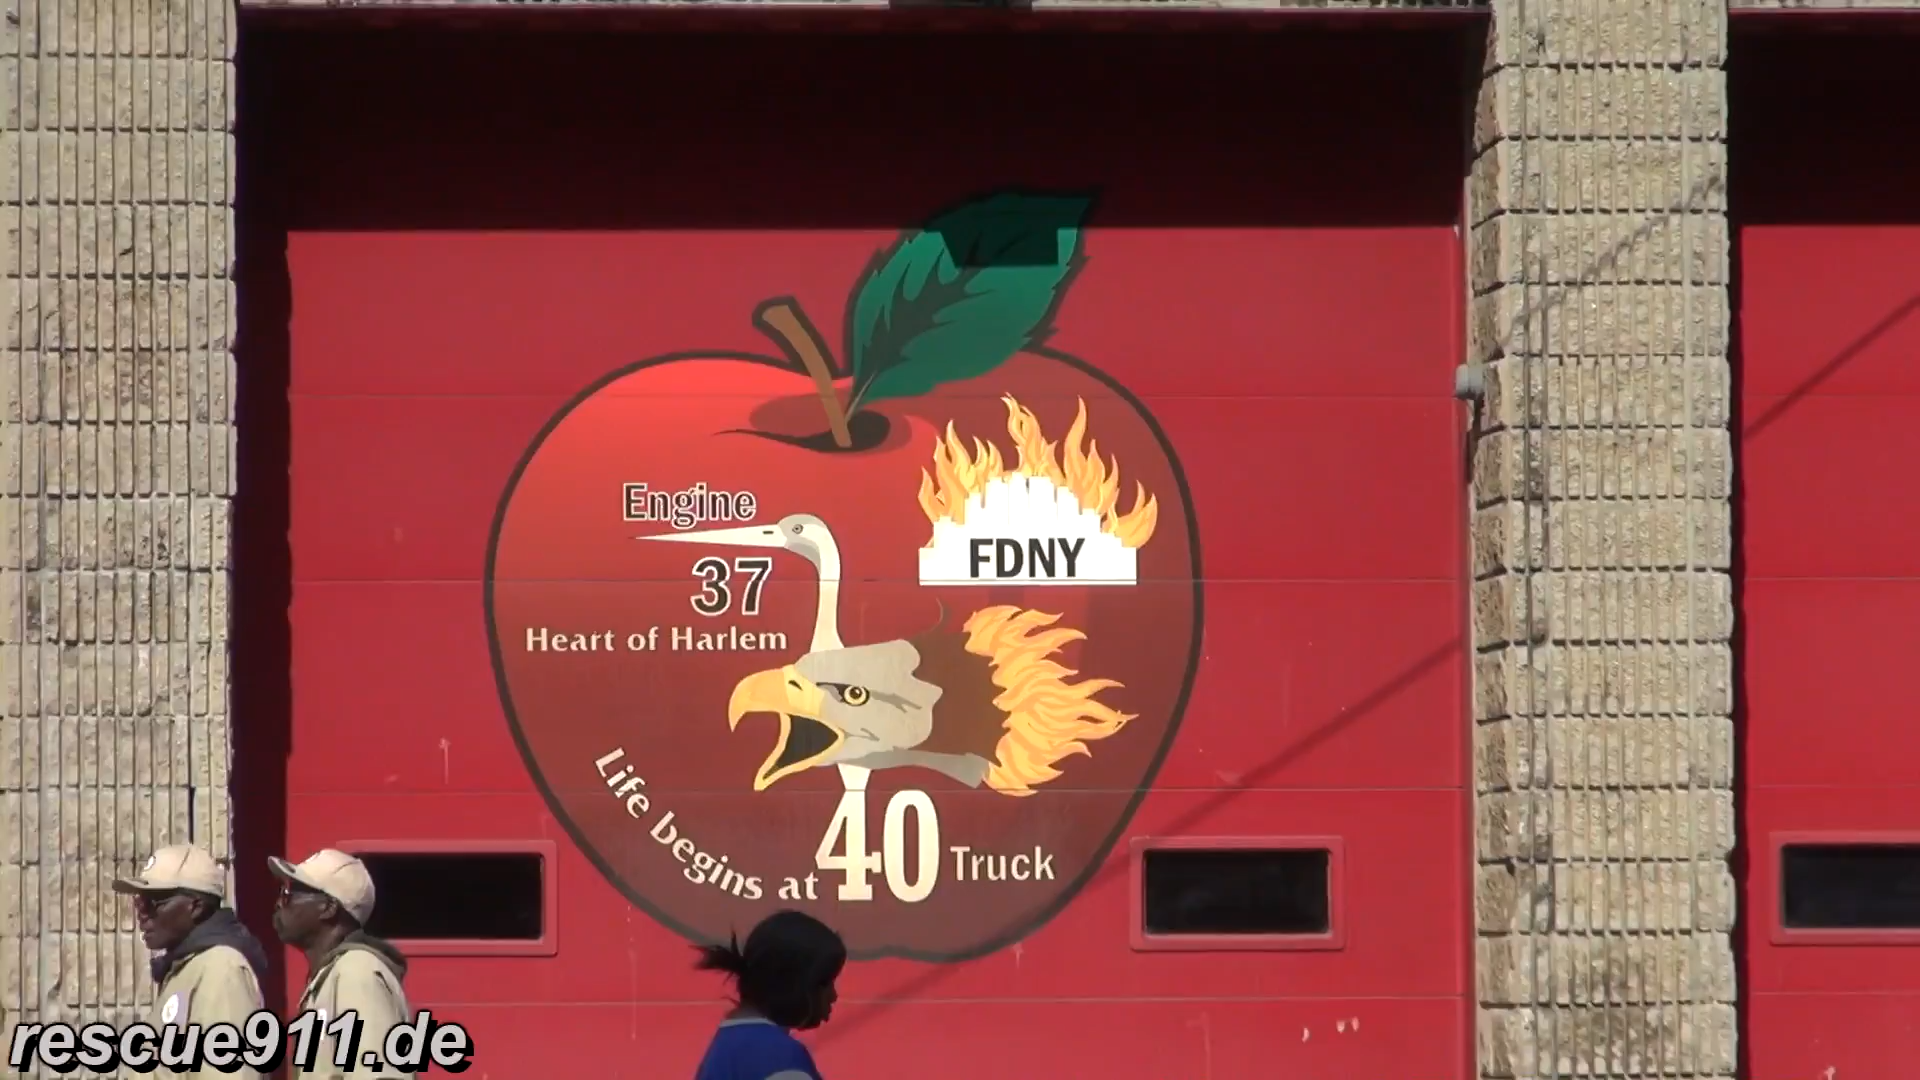 Engine
37
Heart of Harlem
FDNY
Life begins at 40 Truck
rescue911.de